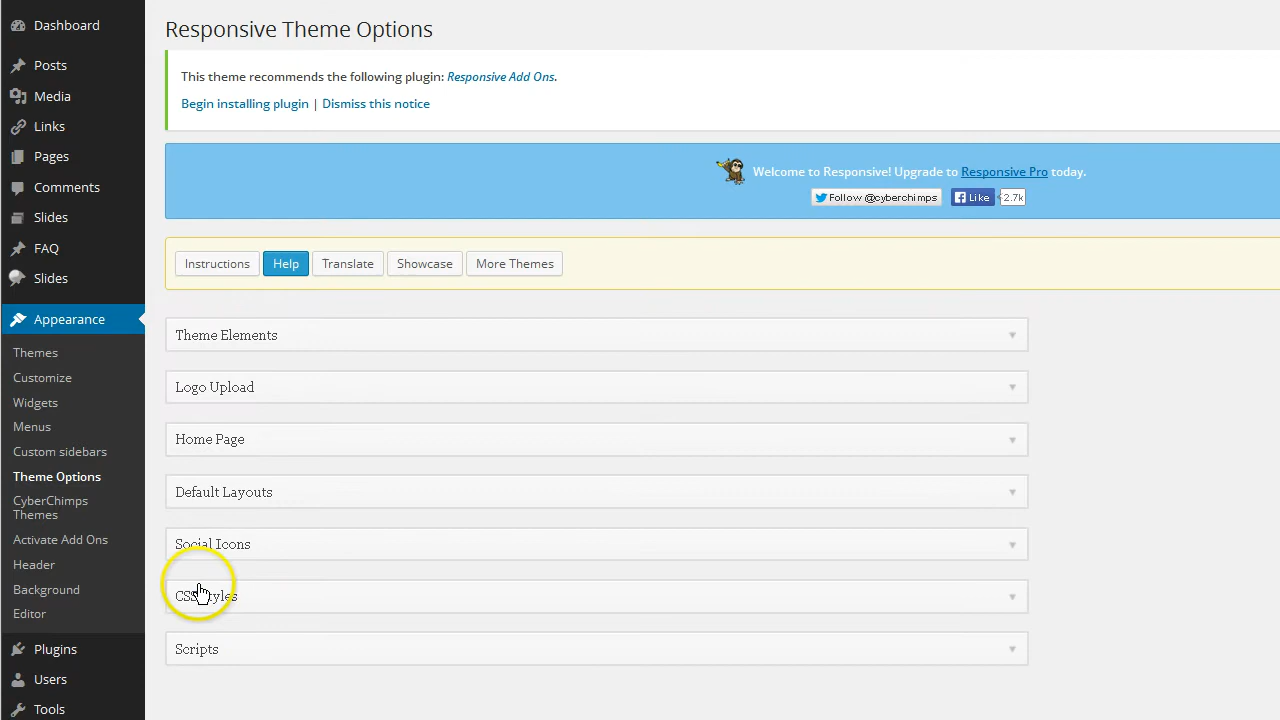 Dashboard
Posts
Media
Links
Pages
Comments
Slides
FAQ
Slides
Appearance
Themes
Customize
Widgets
Menus
Custom sidebars
Theme Options
CyberChimps
Themes
Activate Add Ons
Header
Background
Editor
Plugins
Users
Tools
Responsive Theme Options
This theme recommends the following plugin: Responsive Add Ons.
Begin installing plugin | Dismiss this notice
Welcome to Responsive! Upgrade to Responsive Pro today.
Follow @cyberchimps Like 2.7k
Instructions Help Translate Showcase More Themes
Theme Elements
Logo Upload
Home Page
Default Layouts
Social Icons
CSS Styles
Scripts